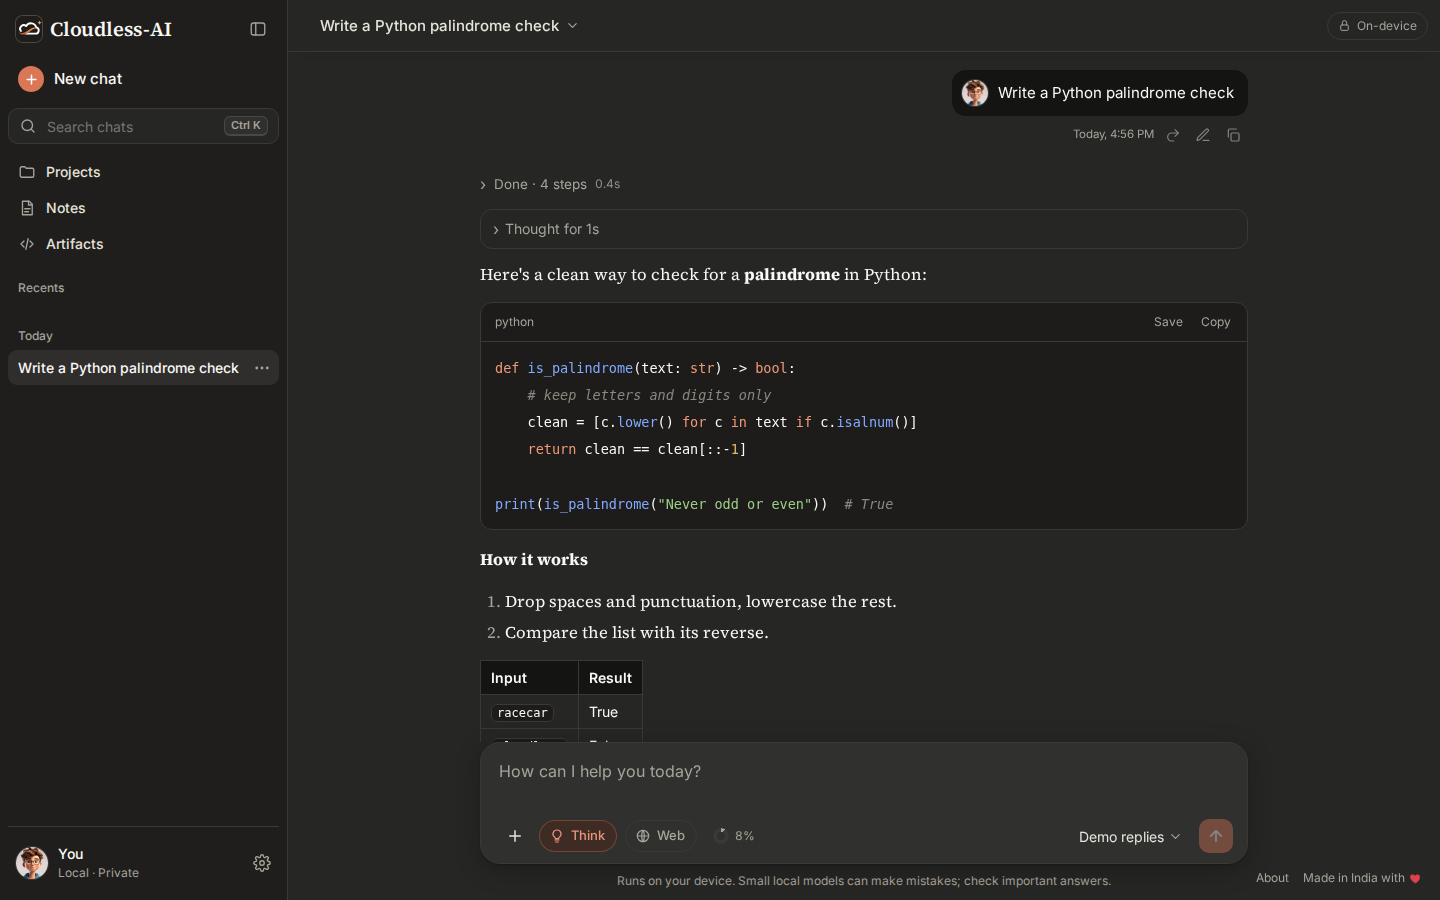 Cloudless-AI
New chat
Search chats
Ctrl K
Projects
Notes
Artifacts
Recents
Today
Write a Python palindrome check
You
Local · Private
Write a Python palindrome check
On-device
Write a Python palindrome check
Today, 4:56 PM
Done · 4 steps 0.4s
Thought for 1s
Here's a clean way to check for a palindrome in Python:
python
Save
Copy
def is_palindrome(text: str) -> bool:
    # keep letters and digits only
    clean = [c.lower() for c in text if c.isalnum()]
    return clean == clean[::-1]

print(is_palindrome("Never odd or even"))  # True
How it works
1. Drop spaces and punctuation, lowercase the rest.
2. Compare the list with its reverse.
Input Result
racecar True
How can I help you today?
Think
Web
8%
Demo replies
Runs on your device. Small local models can make mistakes; check important answers.
About
Made in India with